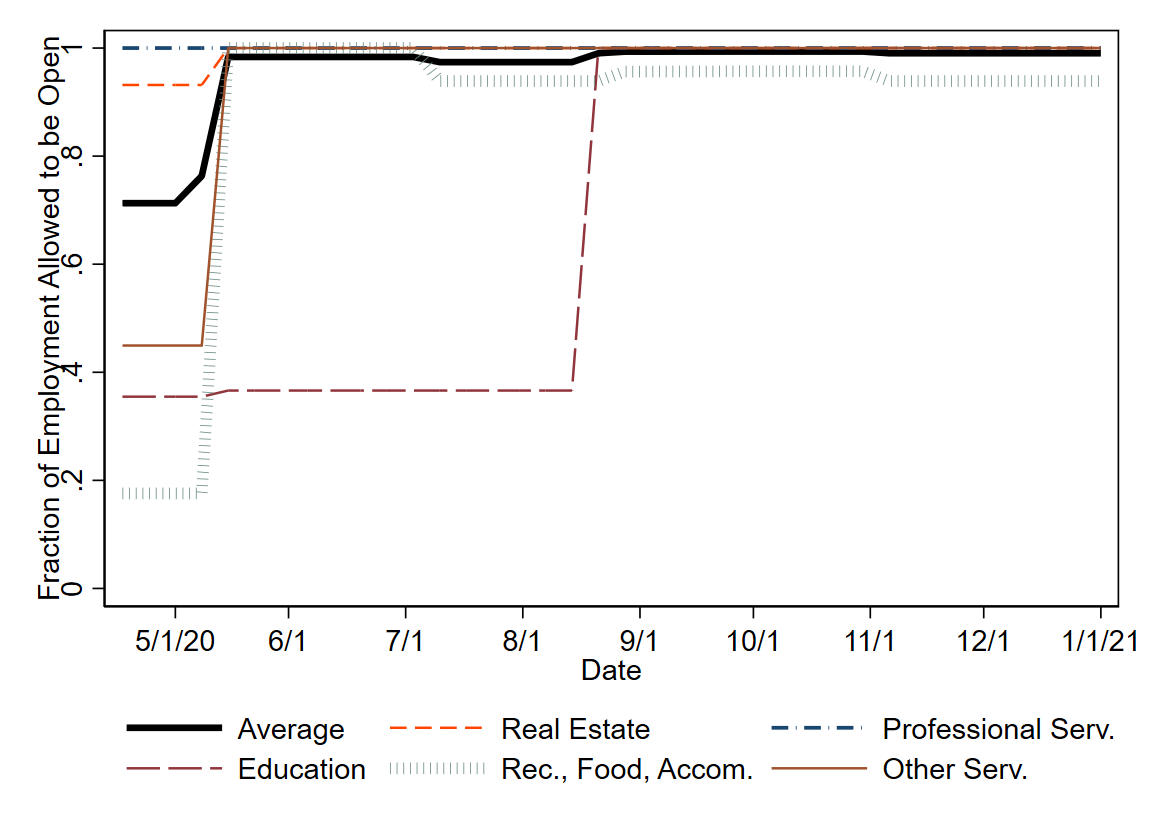 Fraction of Employment Allowed to be Open
1
.8
.6
.4
.2
0
5/1/20 6/1 7/1 8/1 9/1 10/1 11/1 12/1 1/1/21
Date
Average Real Estate Professional Serv.
Education Rec., Food, Accom. Other Serv.